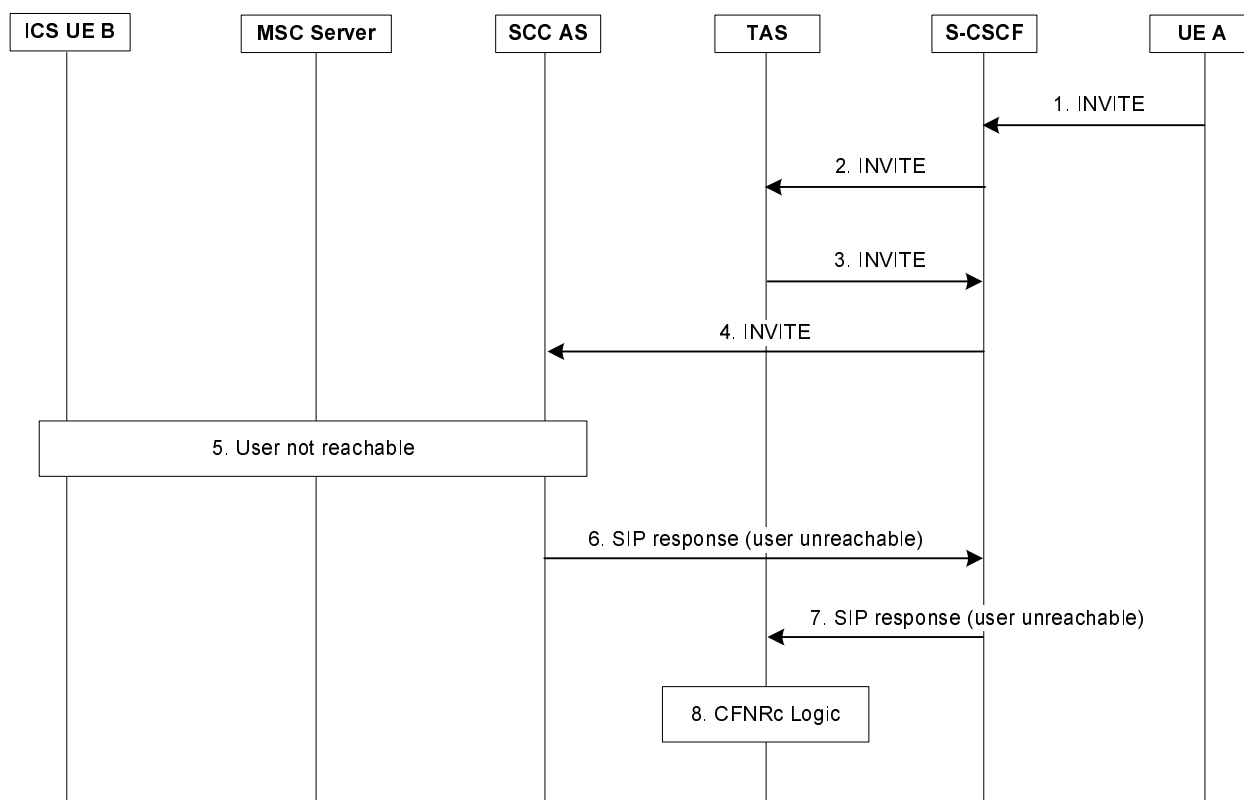 ICS UE B
MSC Server
SCC AS
TAS
S-CSCF
UE A
1. INVITE
2. INVITE
3. INVITE
4. INVITE
5. User not reachable
6. SIP response (user unreachable)
7. SIP response (user unreachable)
8. CFNRc Logic